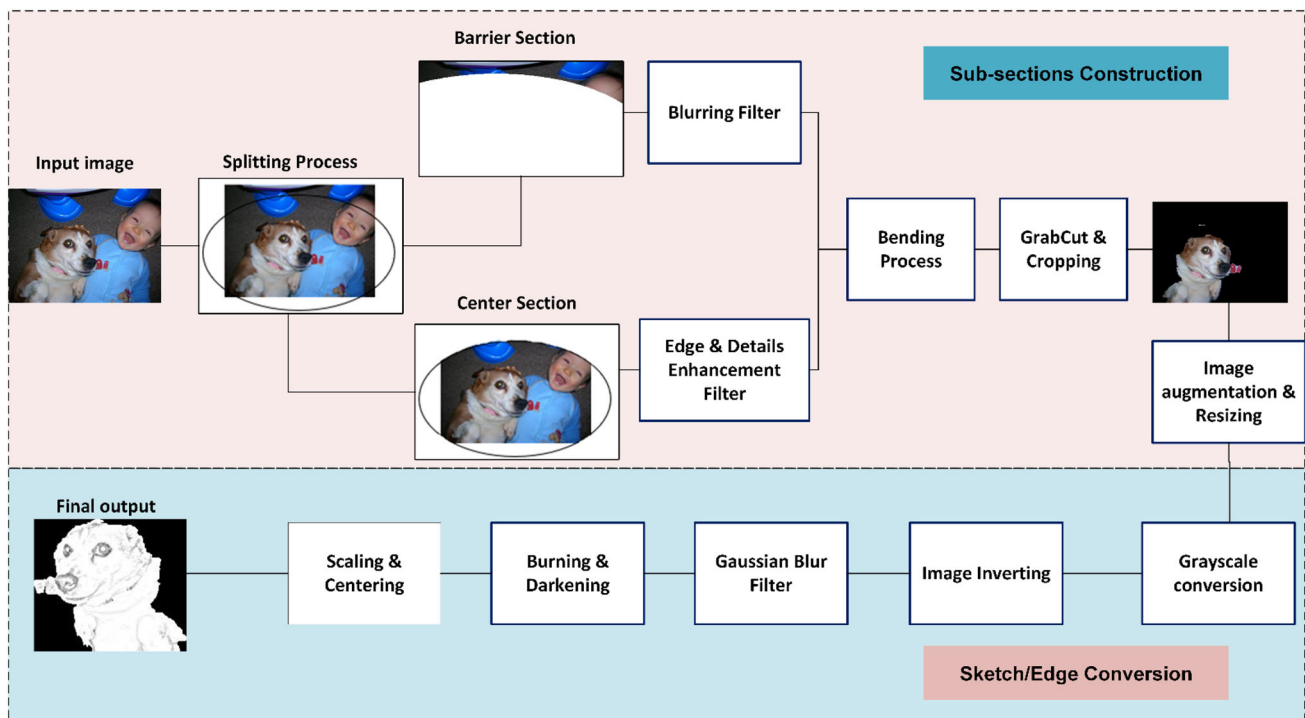 Barrier Section
Sub-sections Construction
Blurring Filter
Input image
Splitting Process
Bending
Process
GrabCut &
Cropping
Center Section
Edge & Details
Enhancement
Filter
Image
augmentation &
Resizing
Final output
Scaling &
Centering
Burning &
Darkening
Gaussian Blur
Filter
Image Inverting
Grayscale
conversion
Sketch/Edge Conversion